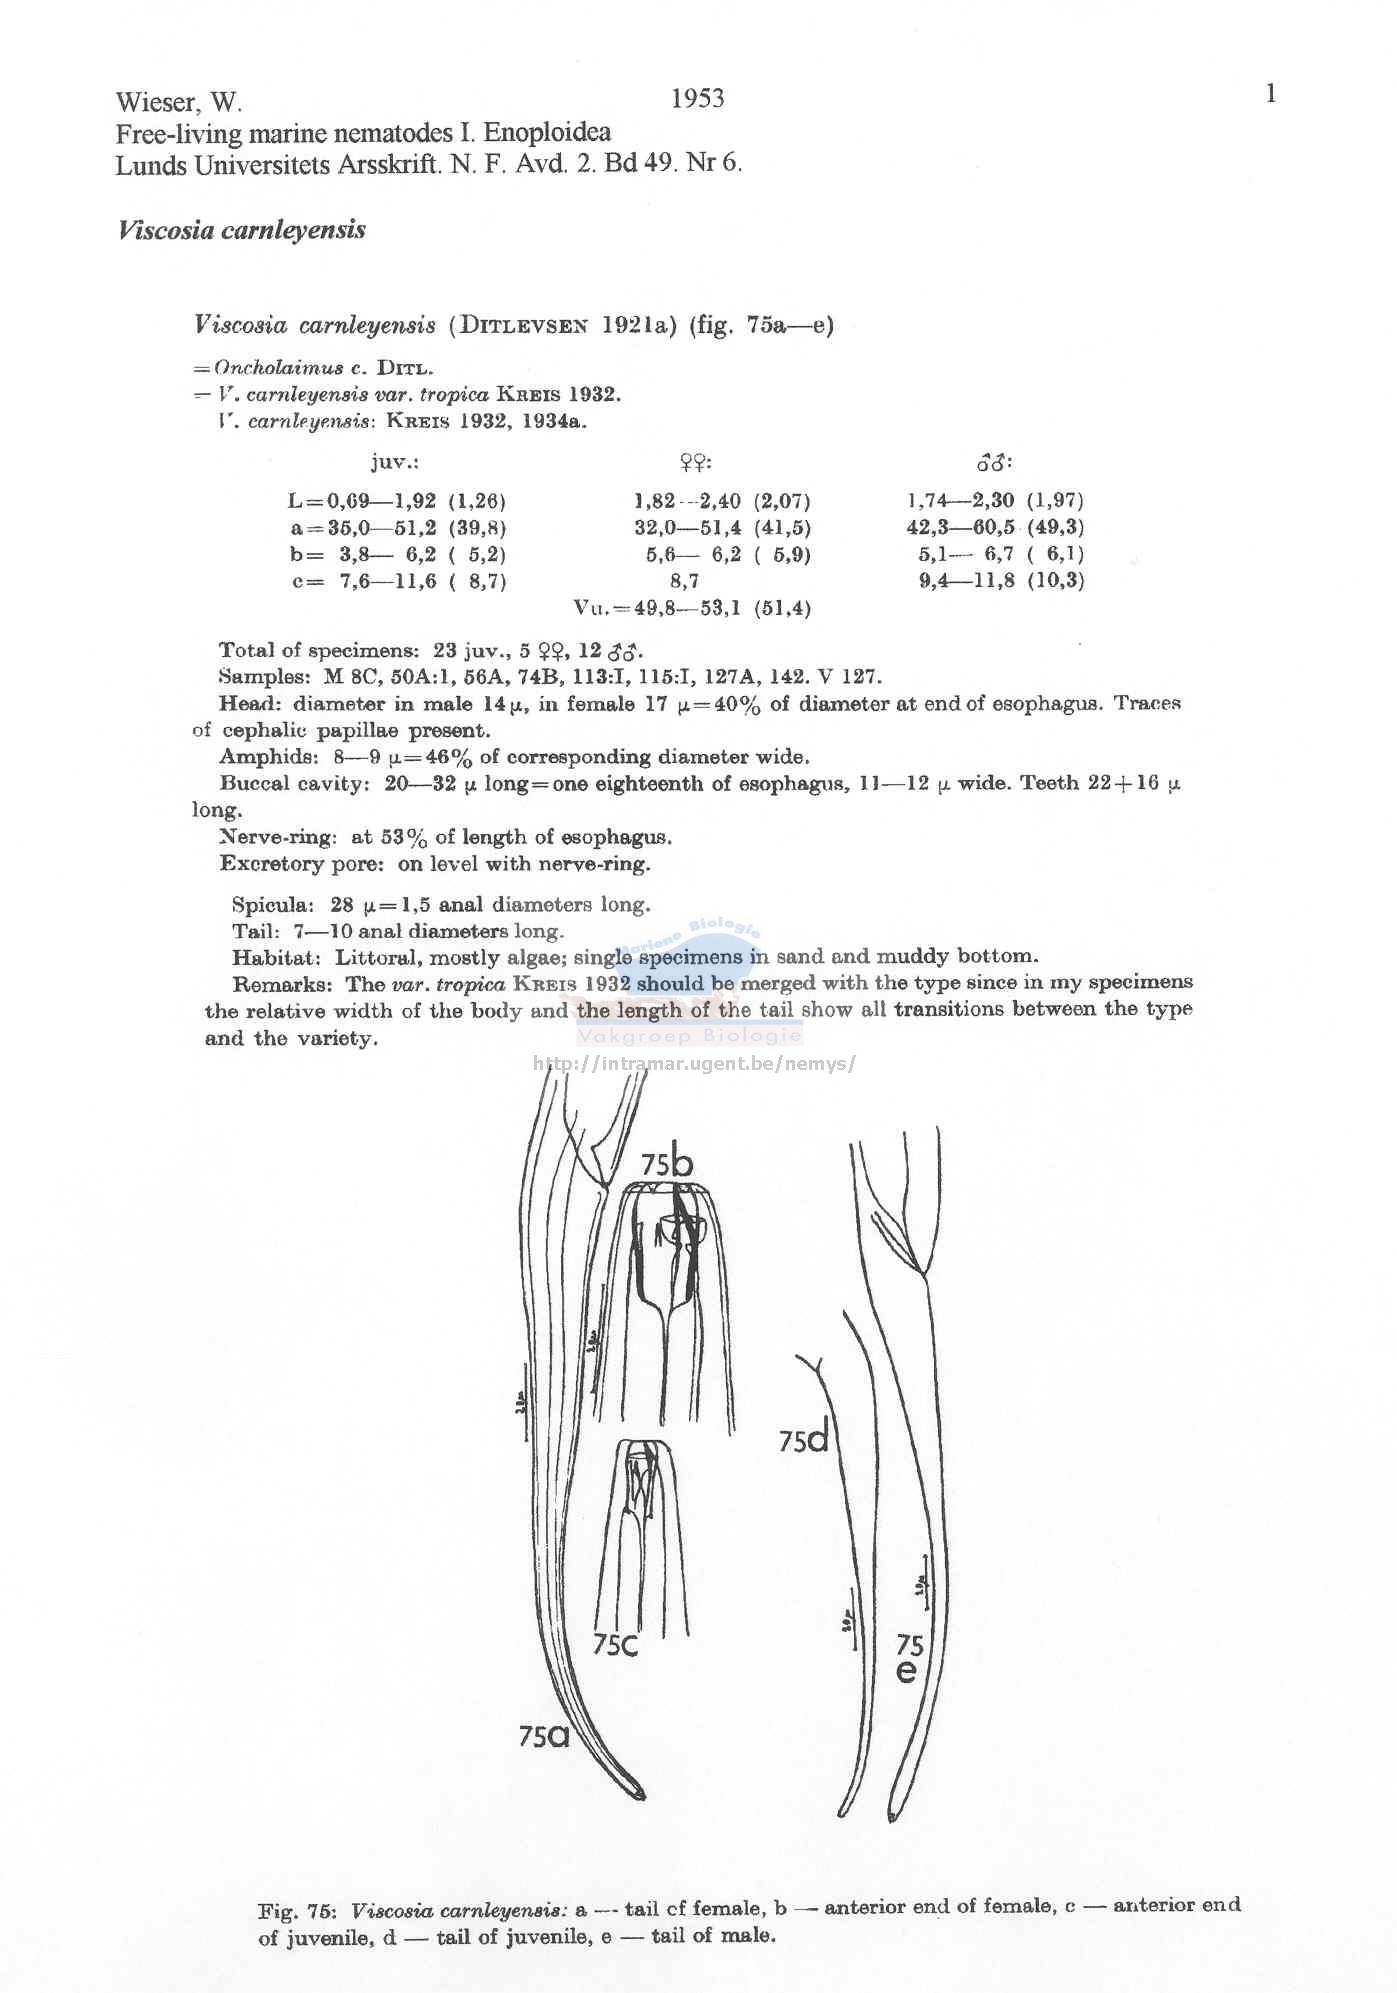 Wieser, W. 1953 1
Free-living marine nematodes I. Enoploidea
Lunds Universitets Arsskrift. N. F. Avd. 2. Bd 49. Nr 6.
Viscosia carnleyensis
Viscosia carnleyensis (DITLEVSEN 1921a) (fig. 75a—e)
= Oncholaimus c. DITL.
= V. carnleyensis var. tropica KREIS 1932.
V. carnleyensis: KREIS 1932, 1934a.
juv.: ♀♀: ♂♂:
L=0,69—1,92 (1,26) 1,82—2,40 (2,07) 1,74—2,30 (1,97)
a=35,0—51,2 (39,8) 32,0—51,4 (41,5) 42,3—60,5 (49,3)
b= 3,8— 6,2 ( 5,2) 5,6— 6,2 ( 5,9) 5,1— 6,7 ( 6,1)
c= 7,6—11,6 ( 8,7) 8,7 9,4—11,8 (10,3)
Vu.=49,8—53,1 (51,4)
Total of specimens: 23 juv., 5 ♀♀, 12 ♂♂.
Samples: M 8C, 50A:1, 56A, 74B, 113:I, 115:I, 127A, 142. V 127.
Head: diameter in male 14 μ, in female 17 μ=40% of diameter at end of esophagus. Traces
of cephalic papillae present.
Amphids: 8—9 μ=46% of corresponding diameter wide.
Buccal cavity: 20—32 μ long=one eighteenth of esophagus, 11—12 μ wide. Teeth 22+16 μ
long.
Nerve-ring: at 53% of length of esophagus.
Excretory pore: on level with nerve-ring.
Spicula: 28 μ=1,5 anal diameters long.
Tail: 7—10 anal diameters long.
Mariene Biologie
Habitat: Littoral, mostly algae; single specimens in sand and muddy bottom.
Remarks: The var. tropica KREIS 1932 should be merged with the type since in my specimens
the relative width of the body and the length of the tail show all transitions between the type
and the variety.
Vakgroep Biologie
http://intramar.ugent.be/nemys/
75b
20μ
20μ
75d
75c
20μ
20μ
75
e
75a
Fig. 75: Viscosia carnleyensis: a — tail of female, b — anterior end of female, c — anterior end
of juvenile, d — tail of juvenile, e — tail of male.